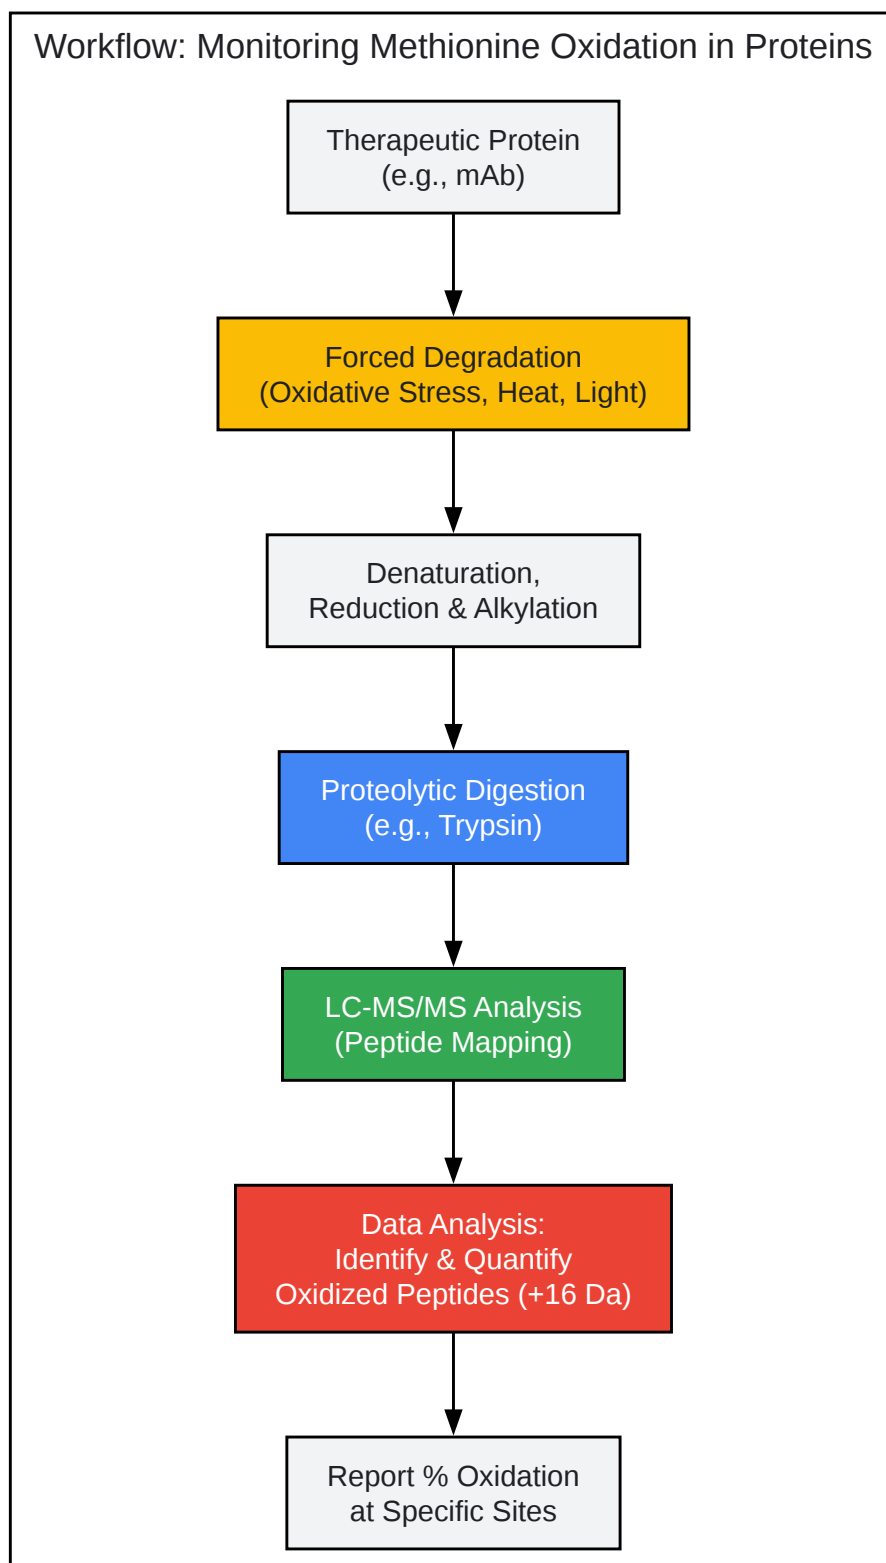 Workflow: Monitoring Methionine Oxidation in Proteins
Therapeutic Protein
(e.g., mAb)
Forced Degradation
(Oxidative Stress, Heat, Light)
Denaturation,
Reduction & Alkylation
Proteolytic Digestion
(e.g., Trypsin)
LC-MS/MS Analysis
(Peptide Mapping)
Data Analysis:
Identify & Quantify
Oxidized Peptides (+16 Da)
Report % Oxidation
at Specific Sites